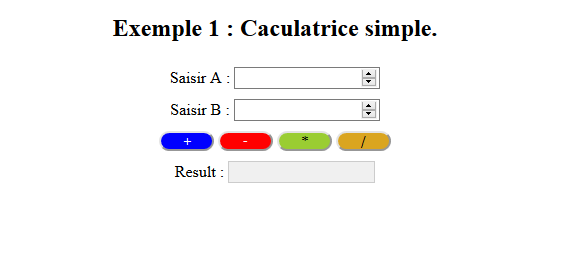 Exemple 1 : Caculatrice simple.
Saisir A :
Saisir B :
+ - * /
Result :